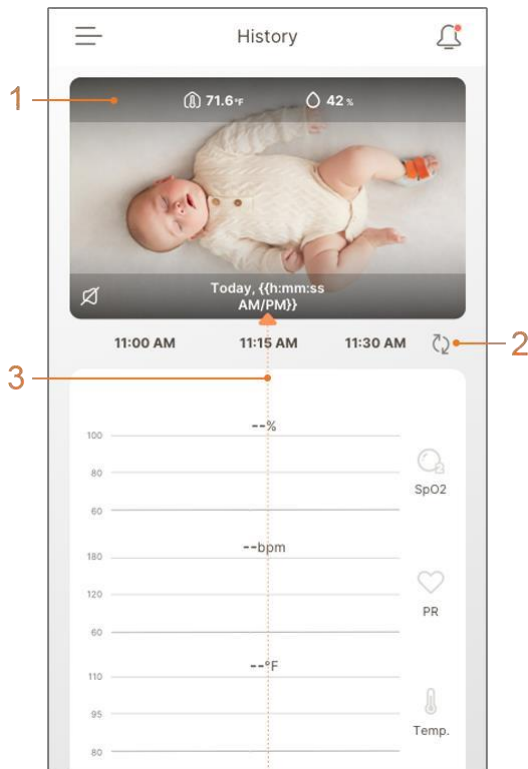 History
1
71.6°F
42 %
Today, {{h:mm:ss
AM/PM}}
11:00 AM 11:15 AM 11:30 AM
2
3
--%
100
80
60
SpO2
--bpm
180
120
60
PR
--°F
110
95
80
Temp.